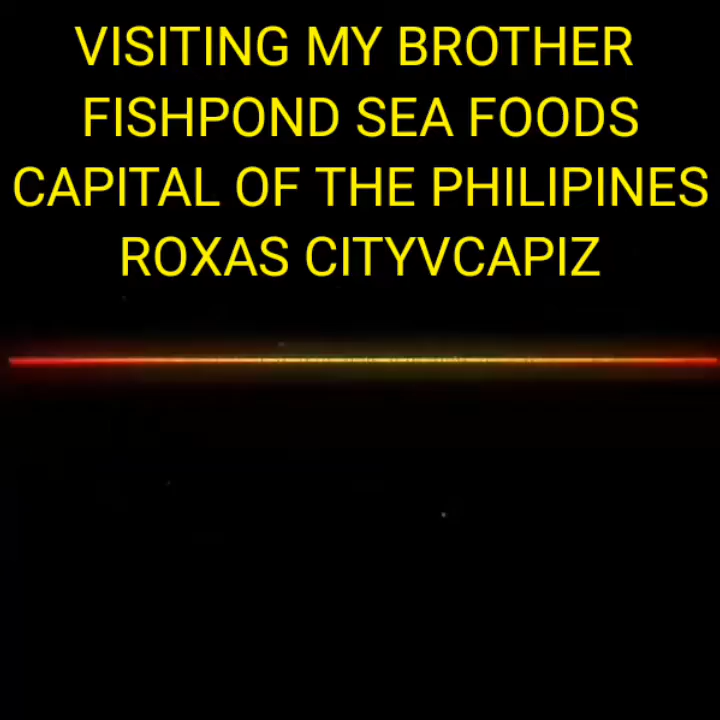 VISITING MY BROTHER
FISHPOND SEA FOODS
CAPITAL OF THE PHILIPINES
ROXAS CITYVCAPIZ